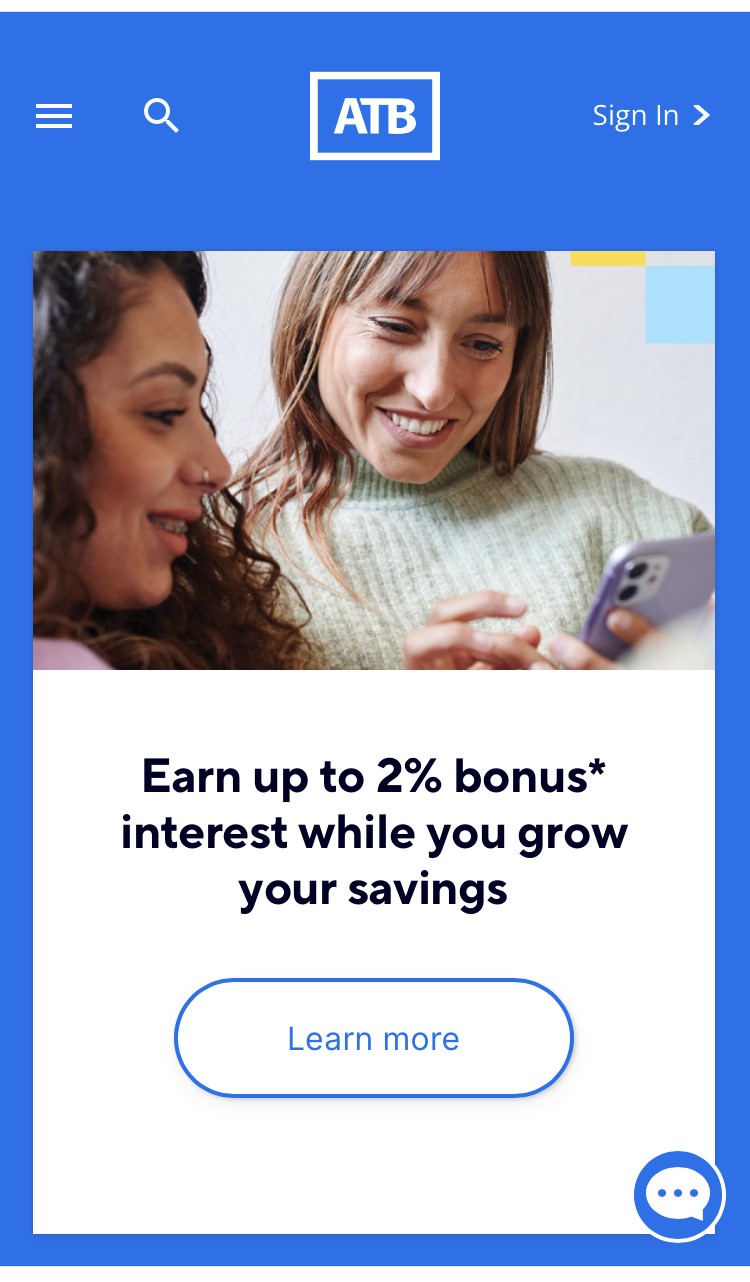 ATB
Sign In
Earn up to 2% bonus*
interest while you grow
your savings
Learn more